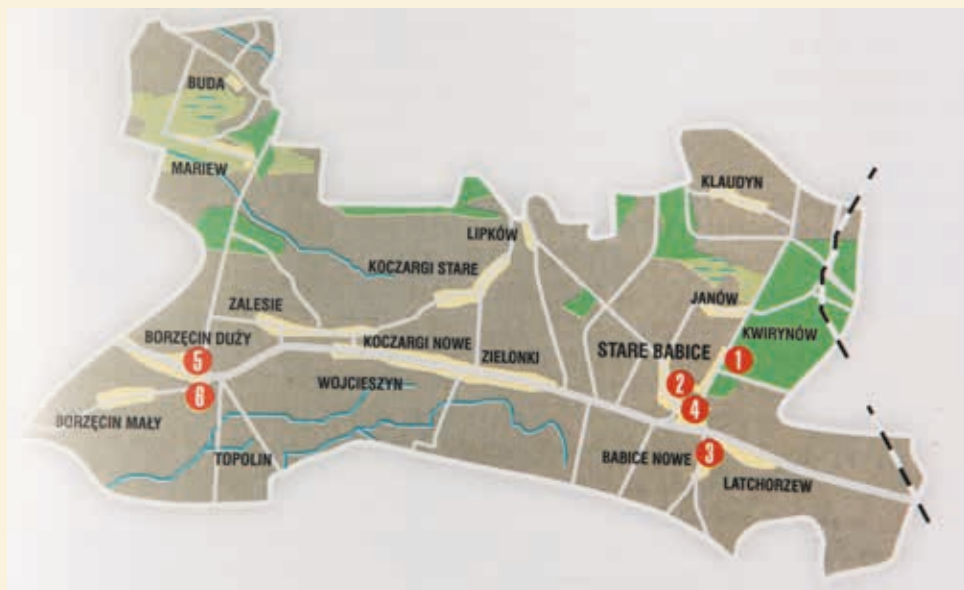 BUDA
MARIEW
KLAUDYN
LIPKÓW
KOCZARGI STARE
JANÓW
ZALESIE
KWIRYNÓW
BORZĘCIN DUŻY
KOCZARGI NOWE
STARE BABICE
1
5
ZIELONKI
WOJCIESZYN
2
6
4
BORZĘCIN MAŁY
TOPOLIN
BABICE NOWE
3
LATCHORZEW